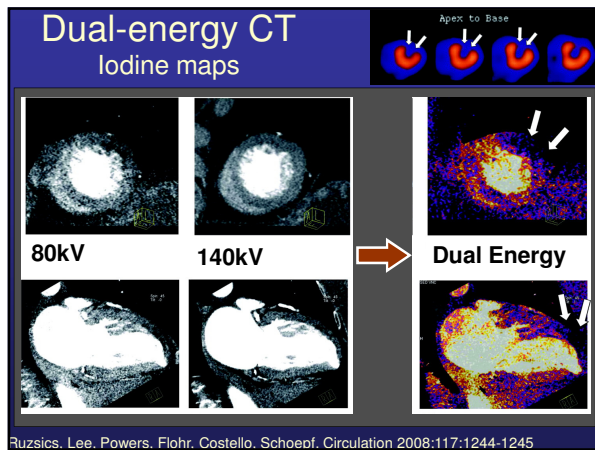 Dual-energy CT
Iodine maps
Apex to Base
80kV
140kV
Dual Energy
Ruzsics, Lee, Powers, Flohr, Costello, Schoepf. Circulation 2008;117:1244-1245